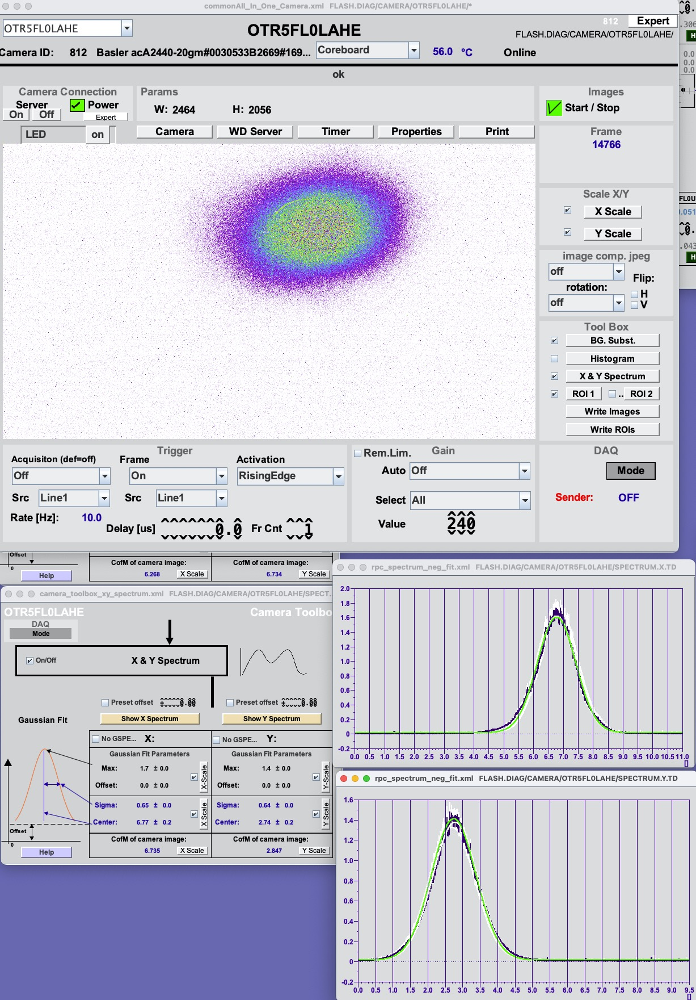 commonAll_In_One_Camera.xml FLASH.DIAG/CAMERA/OTR5FL0LAHE/*
OTR5FL0LAHE
OTR5FL0LAHE
812
Expert
FLASH.DIAG/CAMERA/OTR5FL0LAHE/
Camera ID: 812 Basler acA2440-20gm#0030533B2669#169... Coreboard 56.0 °C Online
ok
Camera Connection
Server Power
On Off Expert
LED on
Params
W: 2464 H: 2056
Camera WD Server Timer Properties Print
Images
Start / Stop
Frame
14766
Scale X/Y
X Scale
Y Scale
image comp. jpeg
off
Flip:
rotation:
H
off
V
Tool Box
BG. Subst.
Histogram
X & Y Spectrum
ROI 1 .. ROI 2
Write Images
Write ROIs
Trigger
Acquisiton (def=off) Frame Activation
Off On RisingEdge
Src Line1 Src Line1
Rate [Hz]: 10.0
Delay [us] 0.0 Fr Cnt 1
Rem.Lim. Gain
Auto Off
Select All
Value 240
DAQ
Mode
Sender: OFF
Offset
0
Help
CofM of camera image: CofM of camera image:
6.268 X Scale 6.734 Y Scale
camera_toolbox_xy_spectrum.xml FLASH.DIAG/CAMERA/OTR5FL0LAHE/SPECT...
OTR5FL0LAHE Camera Toolbo
DAQ
Mode
On/Off X & Y Spectrum
Preset offset ± 0.00 Preset offset ± 0.00
Gaussian Fit Show X Spectrum Show Y Spectrum
No GSPE... X: No GSPE... Y:
Gaussian Fit Parameters Gaussian Fit Parameters
Max: 1.7 ± 0.0 Max: 1.4 ± 0.0
Offset: 0.0 ± 0.0 Offset: 0.0 ± 0.0
X-Scale Y-Scale
Sigma: 0.65 ± 0.0 Sigma: 0.64 ± 0.0
Center: 6.77 ± 0.2 Center: 2.74 ± 0.2
X Scale Y Scale
Offset
0
Help
CofM of camera image: CofM of camera image:
6.735 X Scale 2.847 Y Scale
rpc_spectrum_neg_fit.xml FLASH.DIAG/CAMERA/OTR5FL0LAHE/SPECTRUM.X.TD
2.0
1.8
1.6
1.4
1.2
1.0
0.8
0.6
0.4
0.2
0
-0.2
0.0 0.5 1.0 1.5 2.0 2.5 3.0 3.5 4.0 4.5 5.0 5.5 6.0 6.5 7.0 7.5 8.0 8.5 9.0 9.5 10.0 10.5 11.0
[]
rpc_spectrum_neg_fit.xml FLASH.DIAG/CAMERA/OTR5FL0LAHE/SPECTRUM.Y.TD
1.6
1.4
1.2
1.0
0.8
0.6
0.4
0.2
0
-0.2
0.0 0.5 1.0 1.5 2.0 2.5 3.0 3.5 4.0 4.5 5.0 5.5 6.0 6.5 7.0 7.5 8.0 8.5 9.0 9.5
[]